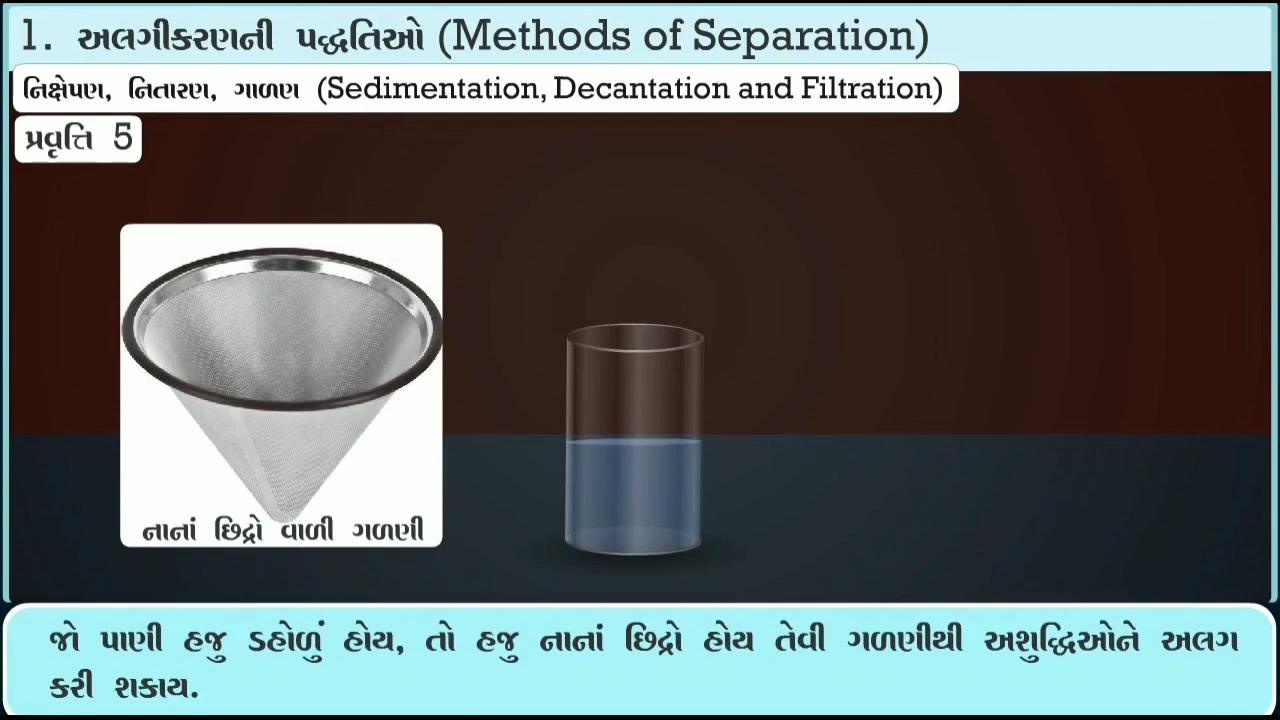 1. અલગીકરણની પદ્ધતિઓ (Methods of Separation)
નિક્ષેપણ, નિતારણ, ગાળણ (Sedimentation, Decantation and Filtration)
પ્રવૃત્તિ 5
નાનાં છિદ્રો વાળી ગળણી
જો પાણી હજુ ડહોળું હોય, તો હજુ નાનાં છિદ્રો હોય તેવી ગળણીથી અશુદ્ધિઓને અલગ
કરી શકાય.